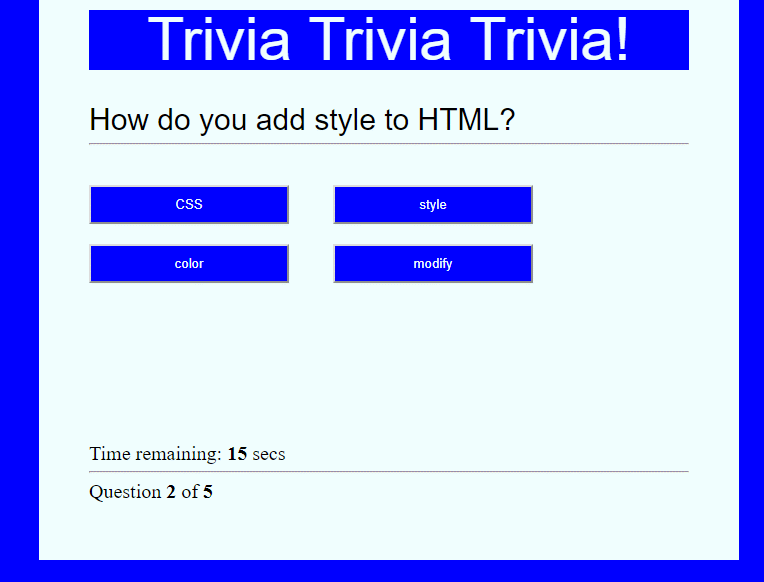 Trivia Trivia Trivia!
How do you add style to HTML?
CSS
style
color
modify
Time remaining: 15 secs
Question 2 of 5